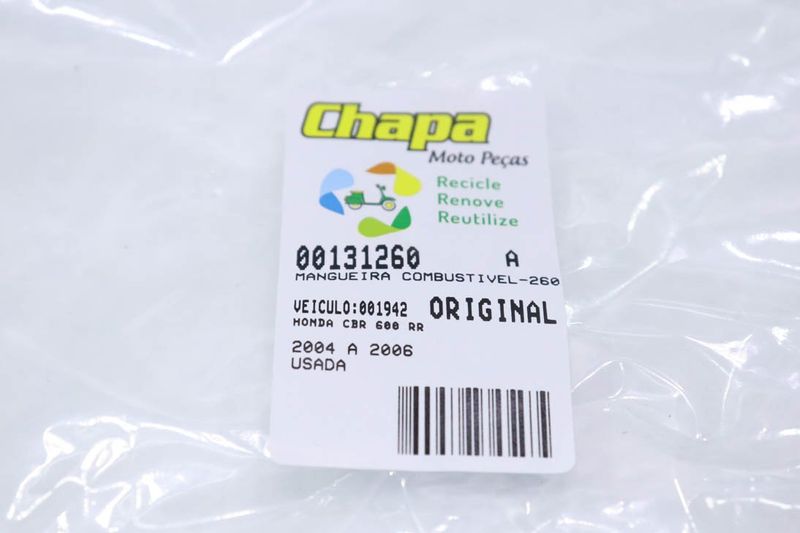 Chapa
Moto Peças
Recicle
Renove
Reutilize
00131260 A
MANGUEIRA COMBUSTIVEL-260
VEICULO:001942 ORIGINAL
HONDA CBR 600 RR
2004 A 2006
USADA